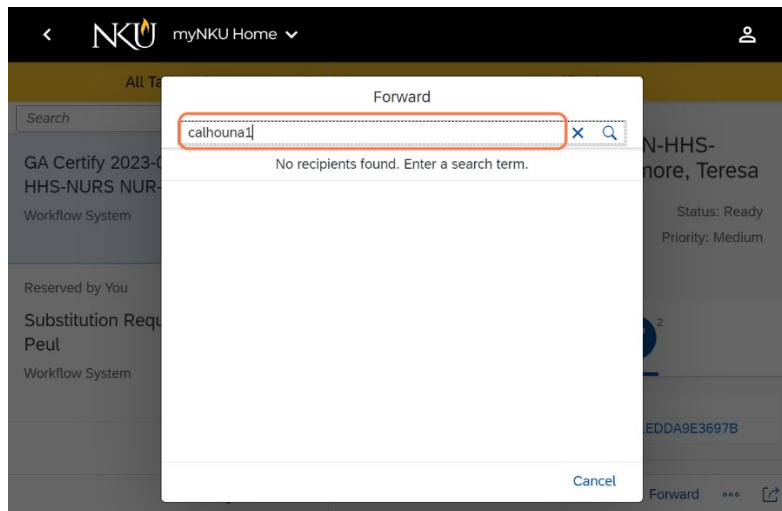 NKU myNKU Home
All Ta
Search
GA Certify 2023-0
HHS-NURS NUR-
Workflow System
Reserved by You
Substitution Requ
Peul
Workflow System
Forward
calhouna1
No recipients found. Enter a search term.
Cancel
N-HHS-
more, Teresa
Status: Ready
Priority: Medium
2
EDDA9E3697B
Forward